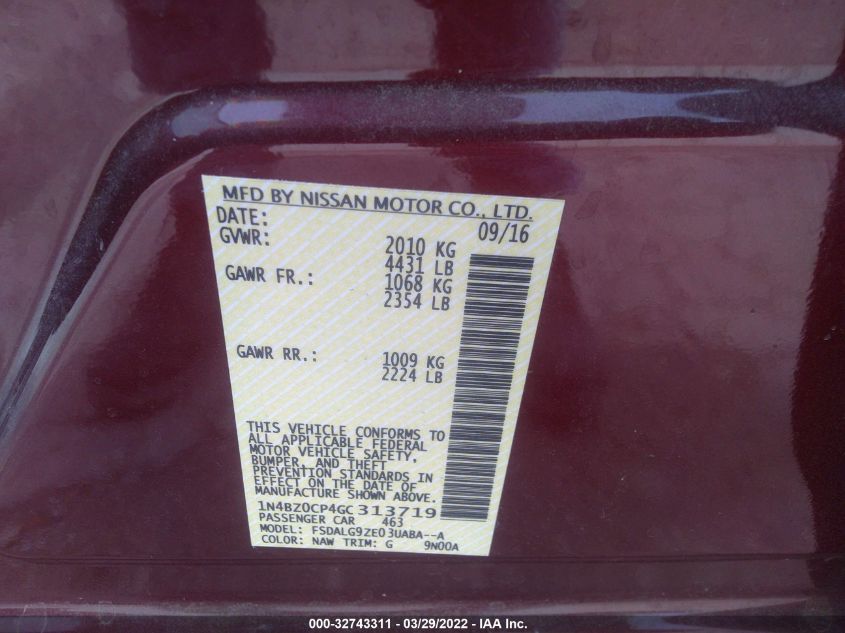 MFD BY NISSAN MOTOR CO., LTD.
DATE: 09/16
GVWR: 2010 KG
4431 LB
GAWR FR.: 1068 KG
2354 LB
GAWR RR.: 1009 KG
2224 LB
THIS VEHICLE CONFORMS TO
ALL APPLICABLE FEDERAL
MOTOR VEHICLE SAFETY,
BUMPER, AND THEFT
PREVENTION STANDARDS IN
EFFECT ON THE DATE OF
MANUFACTURE SHOWN ABOVE.
1N4BZ0CP4GC313719
PASSENGER CAR 463
MODEL: FSDALG9ZE03UABA--A
COLOR: NAW TRIM: G 9N00A
000-32743311 - 03/29/2022 - IAA Inc.